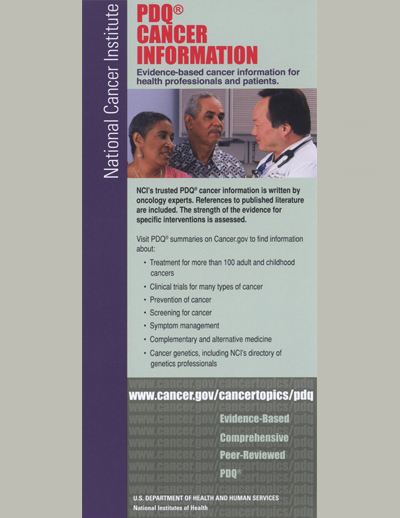 National Cancer Institute
PDQ®
CANCER
INFORMATION
Evidence-based cancer information for
health professionals and patients.
NCI's trusted PDQ® cancer information is written by
oncology experts. References to published literature
are included. The strength of the evidence for
specific interventions is assessed.
Visit PDQ® summaries on Cancer.gov to find information
about:
• Treatment for more than 100 adult and childhood
cancers
• Clinical trials for many types of cancer
• Prevention of cancer
• Screening for cancer
• Symptom management
• Complementary and alternative medicine
• Cancer genetics, including NCI's directory of
genetics professionals
www.cancer.gov/cancertopics/pdq
www.cancer.gov/cancertopics/pdq
Evidence-Based
Comprehensive
Peer-Reviewed
PDQ®
U.S. DEPARTMENT OF HEALTH AND HUMAN SERVICES
National Institutes of Health